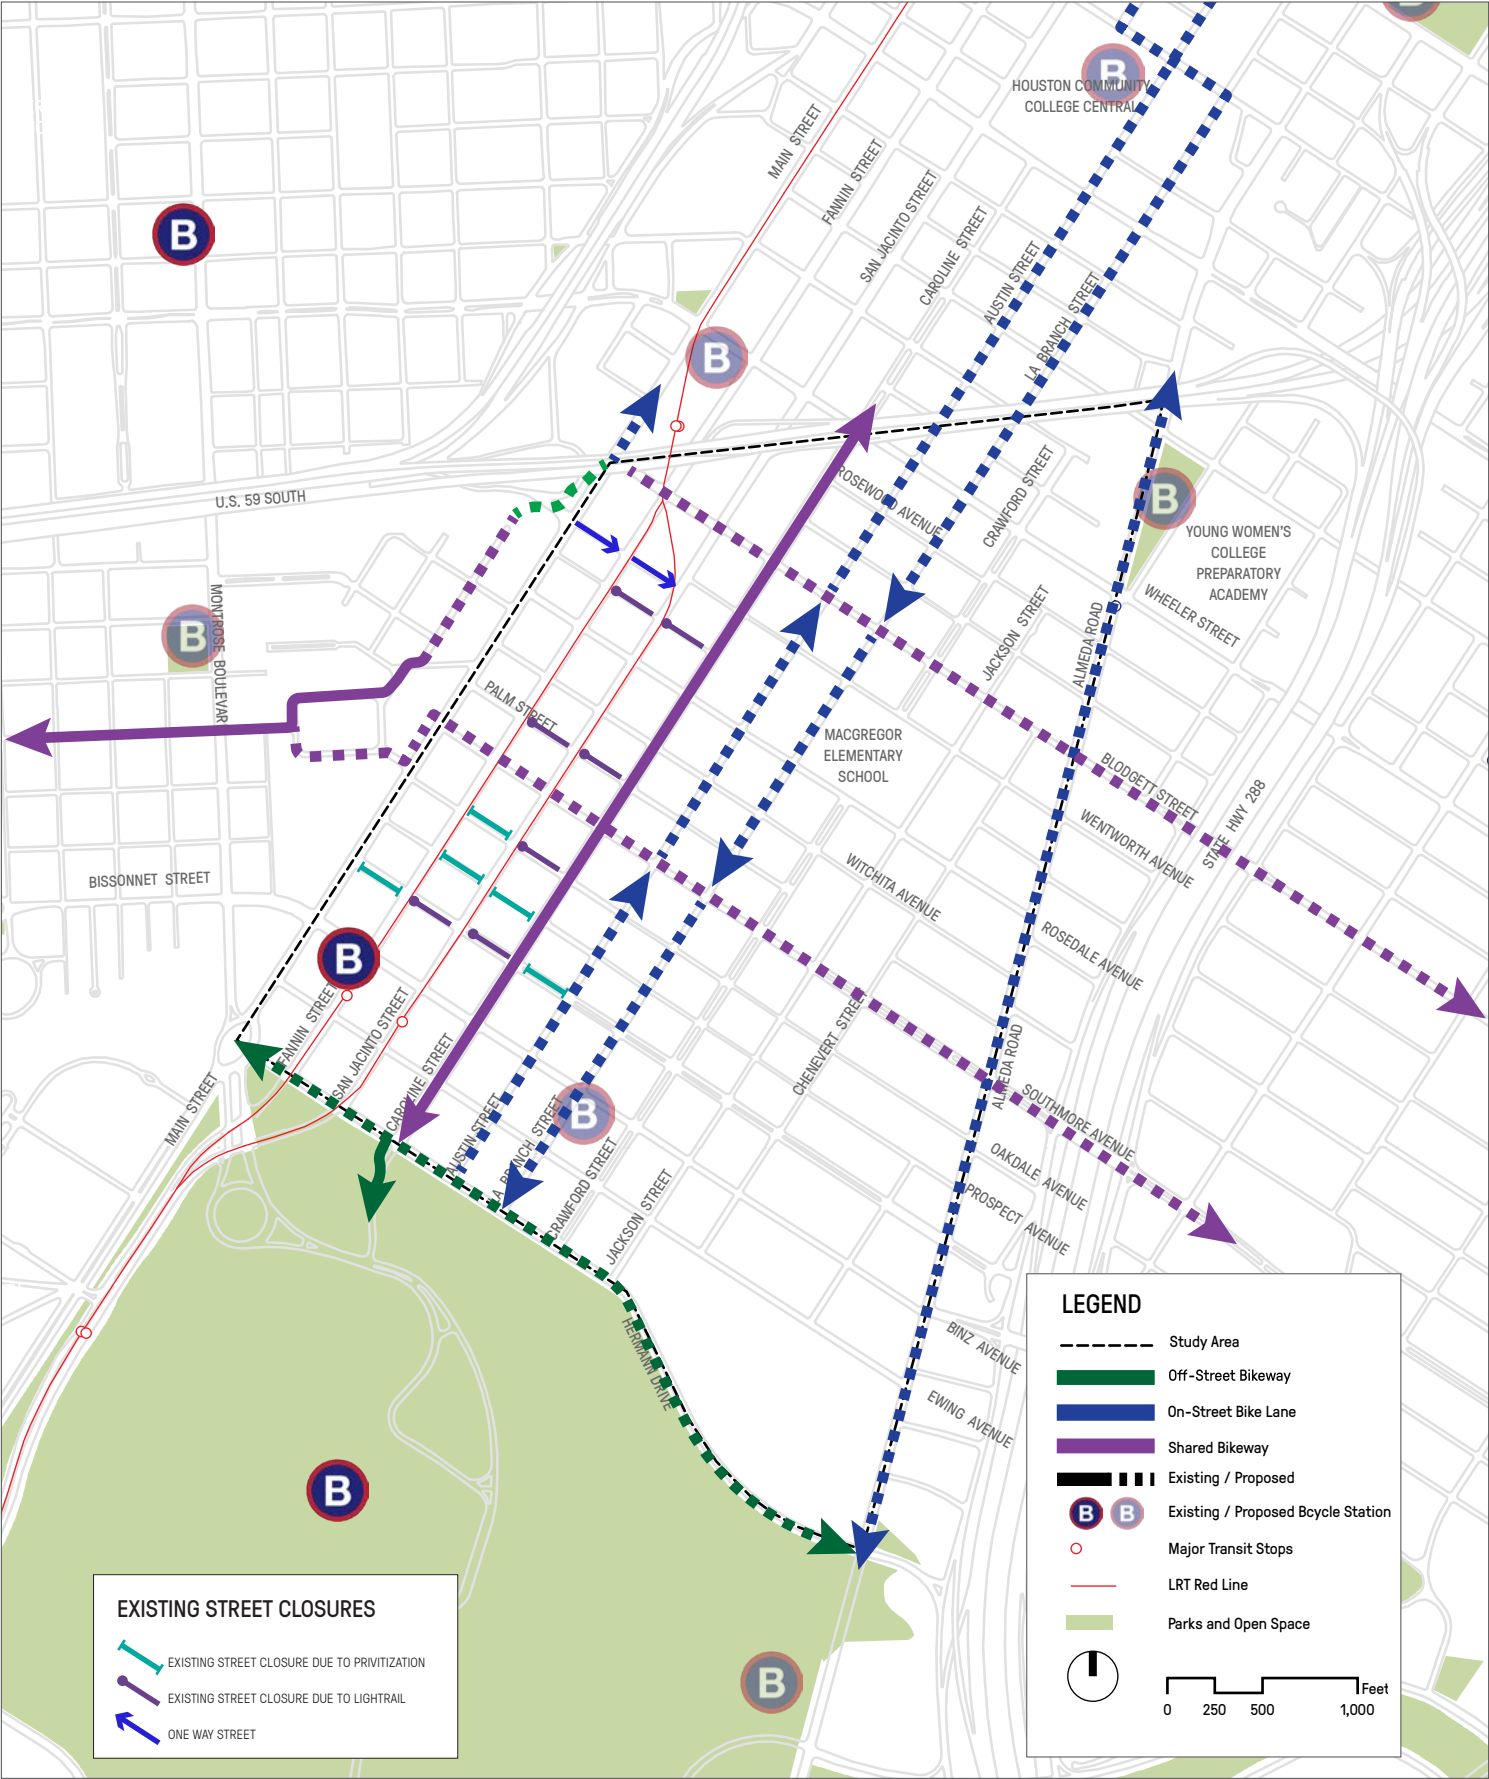 B
B
HOUSTON COMMUNITY
COLLEGE CENTRAL
MAIN STREET
FANNIN STREET
SAN JACINTO STREET
CAROLINE STREET
AUSTIN STREET
LA BRANCH STREET
B
B
U.S. 59 SOUTH
ROSEWOOD AVENUE
CRAWFORD STREET
B
YOUNG WOMEN'S
COLLEGE
PREPARATORY
ACADEMY
WHEELER STREET
JACKSON STREET
ALMEDA ROAD
B
MONTROSE BOULEVAR
PALM STREET
MACGREGOR
ELEMENTARY
SCHOOL
BLODGETT STREET
WENTWORTH AVENUE
STATE HWY 288
BISSONNET STREET
WITCHITA AVENUE
ROSEDALE AVENUE
B
FANNIN STREET
SAN JACINTO STREET
CAROLINE STREET
CHENEVERT STREET
ALMEDA ROAD
SOUTHMORE AVENUE
MAIN STREET
AUSTIN STREET
LA BRANCH STREET
B
CRAWFORD STREET
JACKSON STREET
OAKDALE AVENUE
PROSPECT AVENUE
HERMANN DRIVE
BINZ AVENUE
EWING AVENUE
B
B
LEGEND
Study Area
Off-Street Bikeway
On-Street Bike Lane
Shared Bikeway
Existing / Proposed
B B Existing / Proposed Bcycle Station
Major Transit Stops
LRT Red Line
Parks and Open Space
Feet
0 250 500 1,000
EXISTING STREET CLOSURES
EXISTING STREET CLOSURE DUE TO PRIVITIZATION
EXISTING STREET CLOSURE DUE TO LIGHTRAIL
ONE WAY STREET